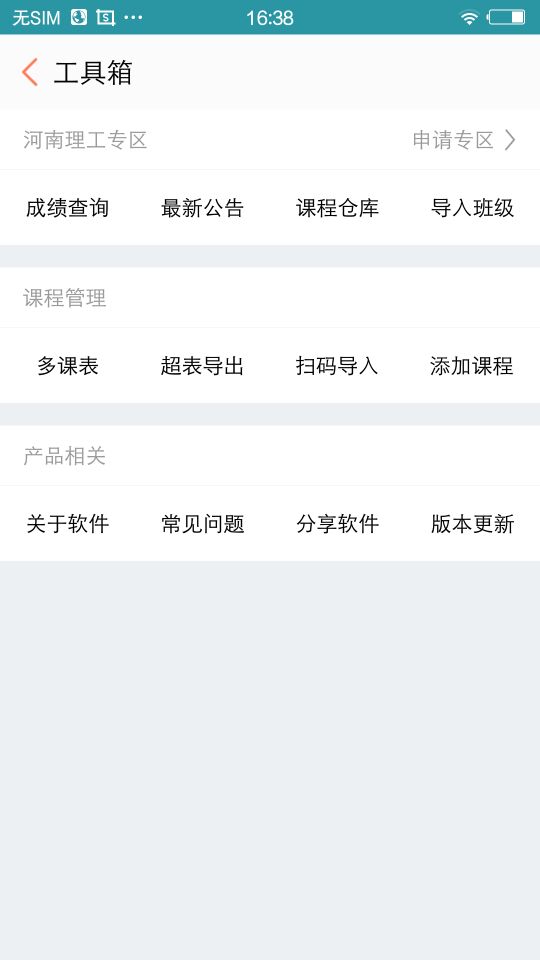 无SIM 16:38
工具箱
河南理工专区 申请专区
成绩查询 最新公告 课程仓库 导入班级
课程管理
多课表 超表导出 扫码导入 添加课程
产品相关
关于软件 常见问题 分享软件 版本更新